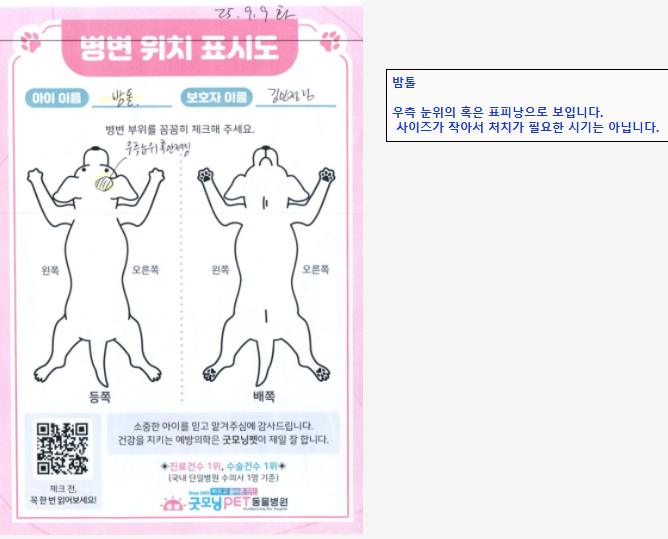 25. 9. 9 화
병변 위치 표시도
아이 이름 밤톨.
보호자 이름
병변 부위를 꼼꼼히 체크해 주세요.
우측눈위 혹
왼쪽 오른쪽 왼쪽 오른쪽
등쪽 배쪽
소중한 아이를 믿고 맡겨주심에 감사드립니다.
건강을 지키는 예방의학은 굿모닝펫이 제일 잘 합니다.
체크 전,
꼭 한 번 읽어보세요!
◈진료건수 1위, 수술건수 1위◈
(국내 단일병원 수의사 1명 기준)
굿모닝PET동물병원
밤톨
우측 눈위의 혹은 표피낭으로 보입니다.
사이즈가 작아서 처치가 필요한 시기는 아닙니다.